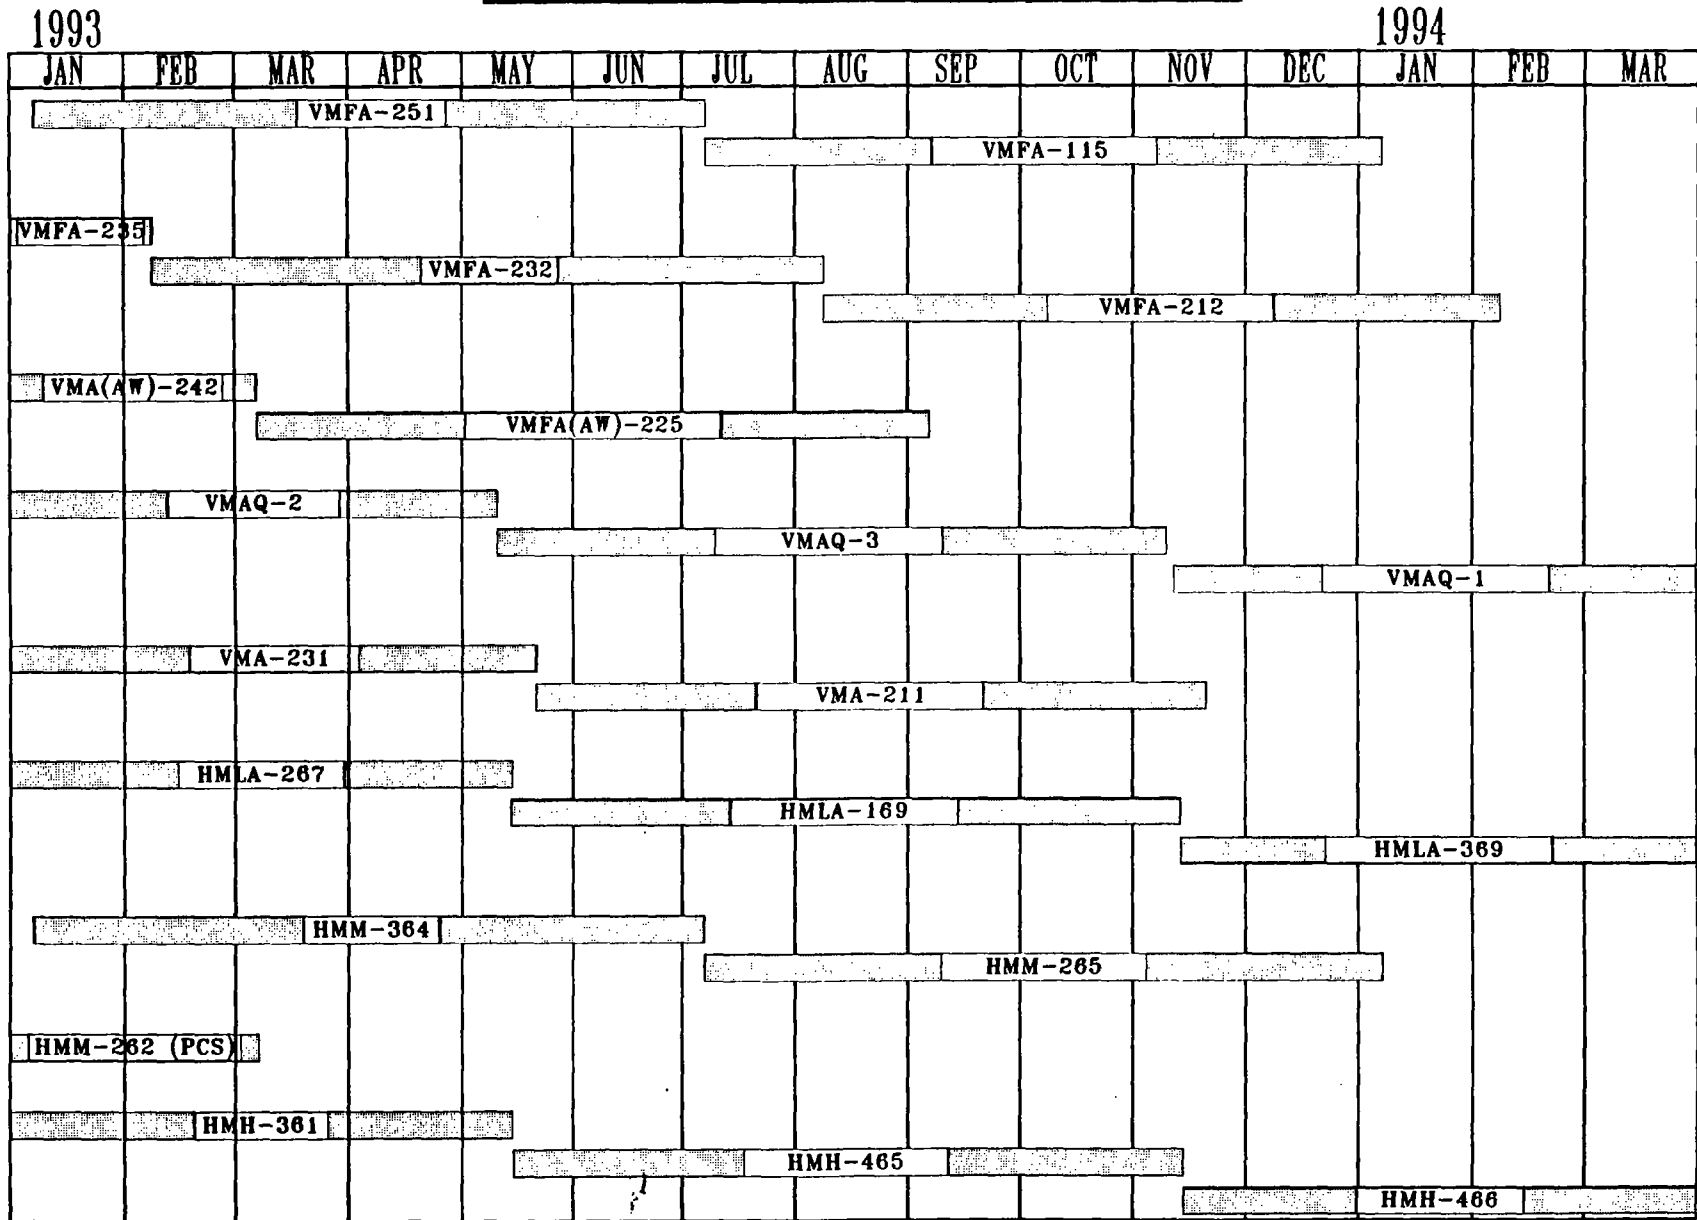 1993 1994
JAN FEB MAR APR MAY JUN JUL AUG SEP OCT NOV DEC JAN FEB MAR
VMFA-251
VMFA-115
VMFA-235
VMFA-232
VMFA-212
VMA(AW)-242
VMFA(AW)-225
VMAQ-2
VMAQ-3
VMAQ-1
VMA-231
VMA-211
HMLA-267
HMLA-169
HMLA-369
HMM-364
HMM-265
HMM-262 (PCS)
HMH-361
HMH-465
HMH-466